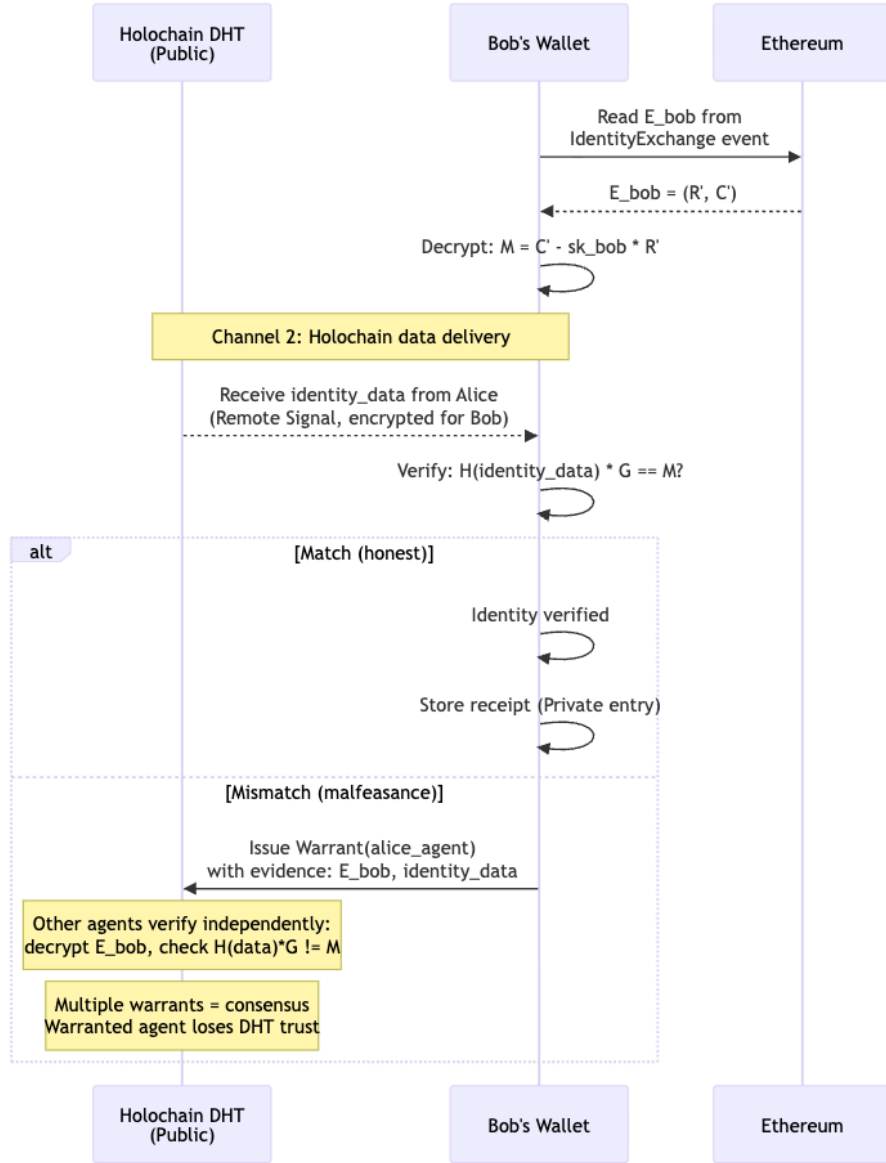 Holochain DHT
(Public)
Bob's Wallet
Ethereum
Read E_bob from
IdentityExchange event
E_bob = (R', C')
Decrypt: M = C' - sk_bob * R'
Channel 2: Holochain data delivery
Receive identity_data from Alice
(Remote Signal, encrypted for Bob)
Verify: H(identity_data) * G == M?
alt
[Match (honest)]
Identity verified
Store receipt (Private entry)
[Mismatch (malfeasance)]
Issue Warrant(alice_agent)
with evidence: E_bob, identity_data
Other agents verify independently:
decrypt E_bob, check H(data)*G != M
Multiple warrants = consensus
Warranted agent loses DHT trust
Holochain DHT
(Public)
Bob's Wallet
Ethereum